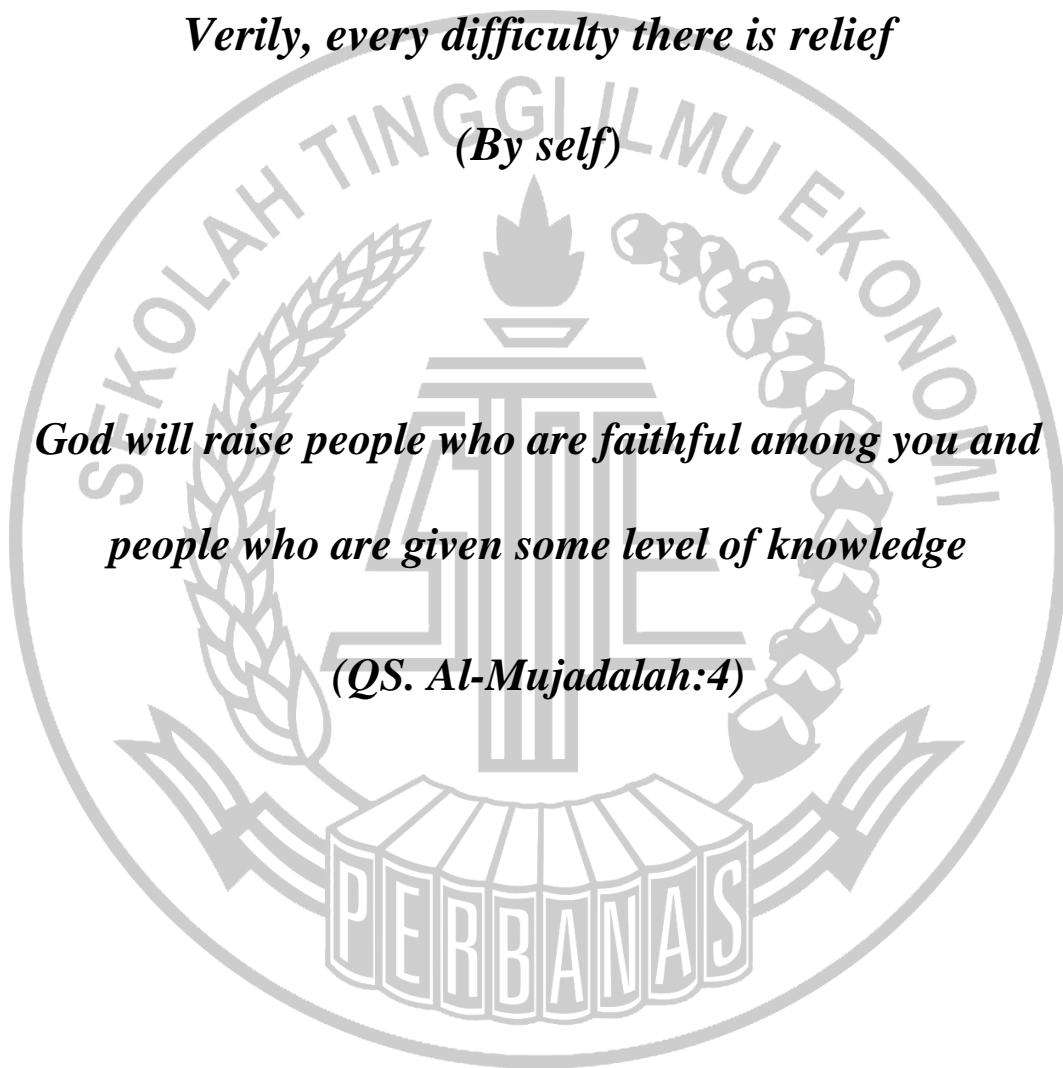 Verily, every difficulty there is relief
(By self)
God will raise people who are faithful among you and
people who are given some level of knowledge
(QS. Al-Mujadalah:4)
SEKOLAH TINGGI ILMU EKONOMI
PERBANAS